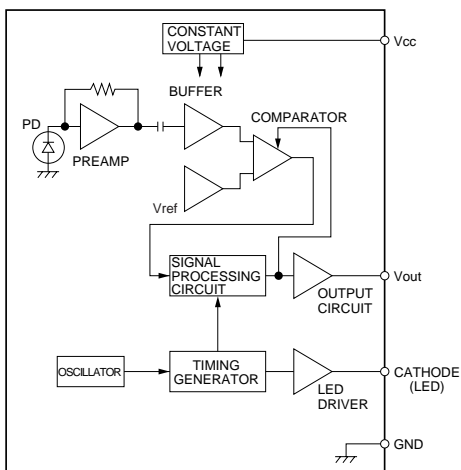 CONSTANT
VOLTAGE
Vcc
BUFFER
COMPARATOR
PD
PREAMP
Vref
SIGNAL
PROCESSING
CIRCUIT
Vout
OUTPUT
CIRCUIT
OSCILLATOR
TIMING
GENERATOR
LED
DRIVER
CATHODE
(LED)
GND